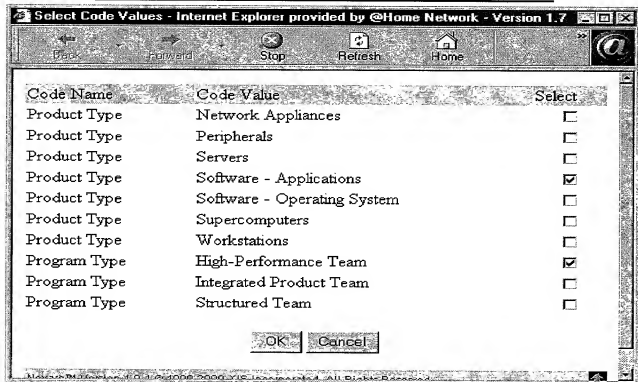 Select Code Values - Internet Explorer provided by @Home Network - Version 1.7
Back Forward Stop Refresh Home
Code Name Code Value Select
Product Type Network Appliances
Product Type Peripherals
Product Type Servers
Product Type Software - Applications
Product Type Software - Operating System
Product Type Supercomputers
Product Type Workstations
Program Type High-Performance Team
Program Type Integrated Product Team
Program Type Structured Team
OK Cancel
All Rights Reserved